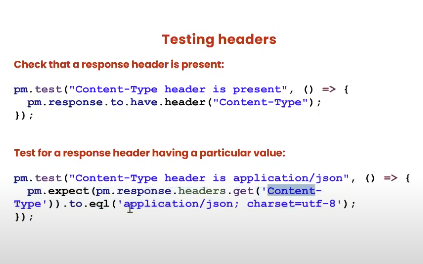 Testing headers
Check that a response header is present:
pm.test("Content-Type header is present", () => {
  pm.response.to.have.header("Content-Type");
});
Test for a response header having a particular value:
pm.test("Content-Type header is application/json", () => {
  pm.expect(pm.response.headers.get('Content-
Type')).to.eql('application/json; charset=utf-8');
});